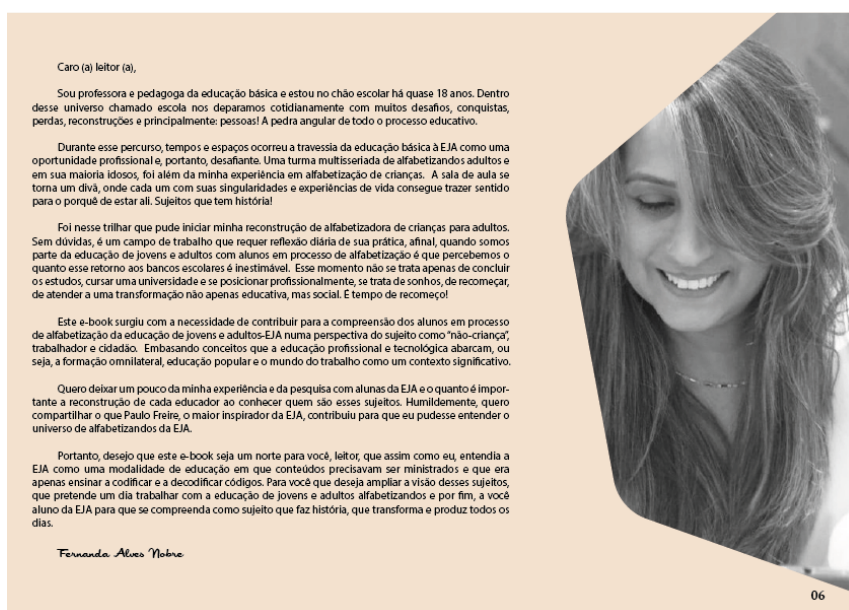 Caro (a) leitor (a),
Sou professora e pedagoga da educação básica e estou no chão escolar há quase 18 anos. Dentro
desse universo chamado escola nos deparamos cotidianamente com muitos desafios, conquistas,
perdas, reconstruções e principalmente: pessoas! A pedra angular de todo o processo educativo.
Durante esse percurso, tempos e espaços ocorreu a travessia da educação básica à EJA como uma
oportunidade profissional e, portanto, desafiante. Uma turma multisseriada de alfabetizandos adultos e
em sua maioria idosos, foi além da minha experiência em alfabetização de crianças. A sala de aula se
torna um divã, onde cada um com suas singularidades e experiências de vida consegue trazer sentido
para o porquê de estar ali. Sujeitos que tem história!
Foi nesse trilhar que pude iniciar minha reconstrução de alfabetizadora de crianças para adultos.
Sem dúvidas, é um campo de trabalho que requer reflexão diária de sua prática, afinal, quando somos
parte da educação de jovens e adultos com alunos em processo de alfabetização é que percebemos o
quanto esse retorno aos bancos escolares é inestimável. Esse momento não se trata apenas de concluir
os estudos, cursar uma universidade e se posicionar profissionalmente, se trata de sonhos, de recomeçar,
de atender a uma transformação não apenas educativa, mas social. É tempo de recomeço!
Este e-book surgiu com a necessidade de contribuir para a compreensão dos alunos em processo
de alfabetização da educação de jovens e adultos-EJA numa perspectiva do sujeito como "não-criança",
trabalhador e cidadão. Embasando conceitos que a educação profissional e tecnológica abarcam, ou
seja, a formação omnilateral, educação popular e o mundo do trabalho como um contexto significativo.
Quero deixar um pouco da minha experiência e da pesquisa com alunas da EJA e o quanto é impor-
tante a reconstrução de cada educador ao conhecer quem são esses sujeitos. Humildemente, quero
compartilhar o que Paulo Freire, o maior inspirador da EJA, contribuiu para que eu pudesse entender o
universo de alfabetizandos da EJA.
Portanto, desejo que este e-book seja um norte para você, leitor, que assim como eu, entendia a
EJA como uma modalidade de educação em que conteúdos precisavam ser ministrados e que era
apenas ensinar a codificar e a decodificar códigos. Para você que deseja ampliar a visão desses sujeitos,
que pretende um dia trabalhar com a educação de jovens e adultos alfabetizandos e por fim, a você
aluno da EJA para que se compreenda como sujeito que faz história, que transforma e produz todos os
dias.
Fernanda Alves Nobre
06